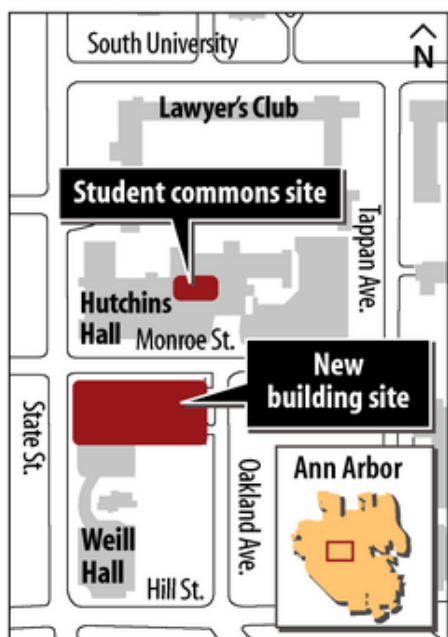 South University
N
Lawyer's Club
Student commons site
Tappan Ave.
Hutchins
Hall
Monroe St.
New
building site
State St.
Oakland Ave.
Ann Arbor
Weill
Hall
Hill St.